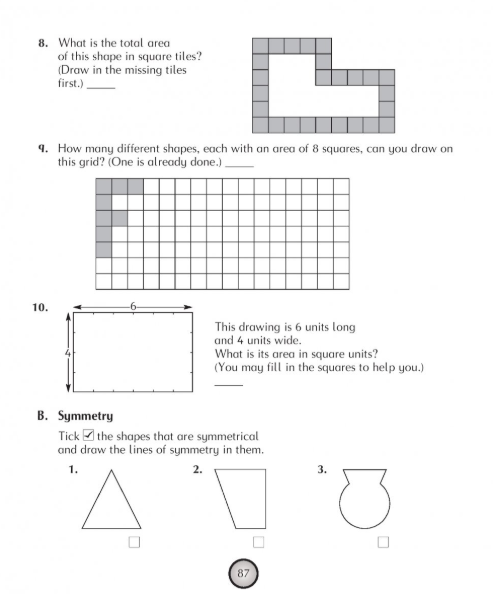 8. What is the total area
of this shape in square tiles?
(Draw in the missing tiles
first.) _____
9. How many different shapes, each with an area of 8 squares, can you draw on
this grid? (One is already done.) _____
10.
6
4
This drawing is 6 units long
and 4 units wide.
What is its area in square units?
(You may fill in the squares to help you.)
_____
B. Symmetry
Tick ☑ the shapes that are symmetrical
and draw the lines of symmetry in them.
1. 2. 3.
87